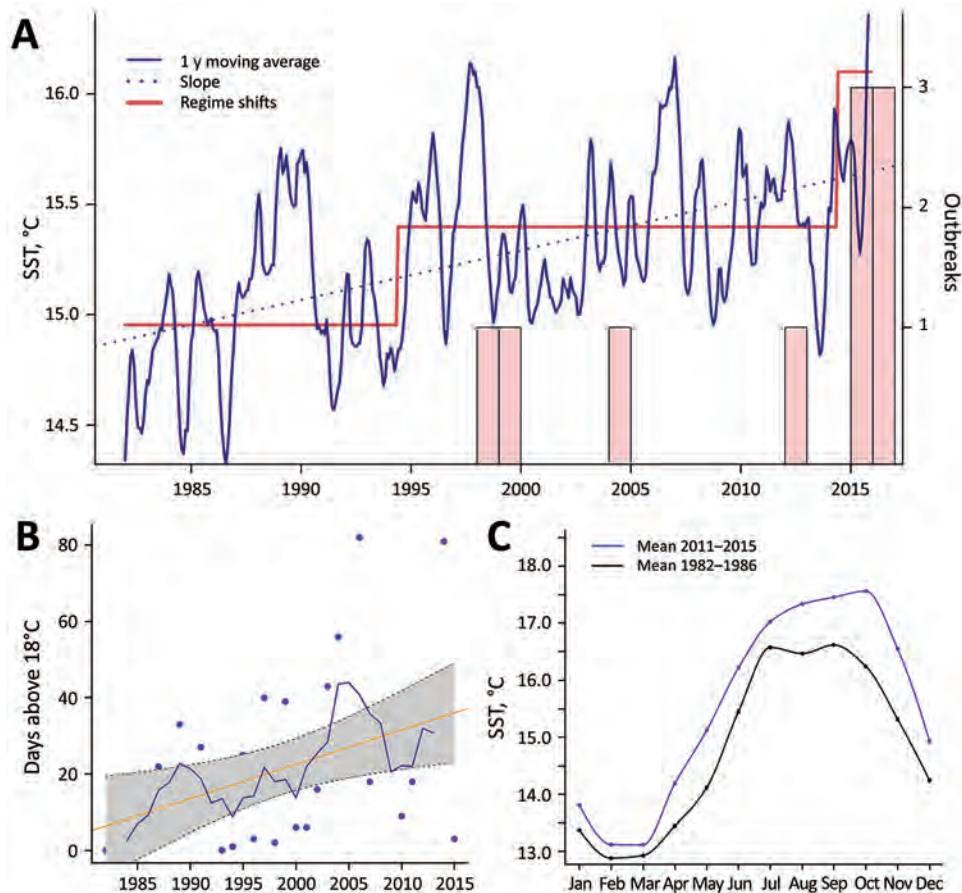 A
1 y moving average
Slope
Regime shifts
SST, °C
16.0
15.5
15.0
14.5
3
2
1
Outbreaks
1985 1990 1995 2000 2005 2010 2015
B
Days above 18°C
80
60
40
20
0
1985 1990 1995 2000 2005 2010 2015
C
Mean 2011–2015
Mean 1982–1986
SST, °C
18.0
17.0
16.0
15.0
14.0
13.0
Jan Feb Mar Apr May Jun Jul Aug Sep Oct Nov Dec